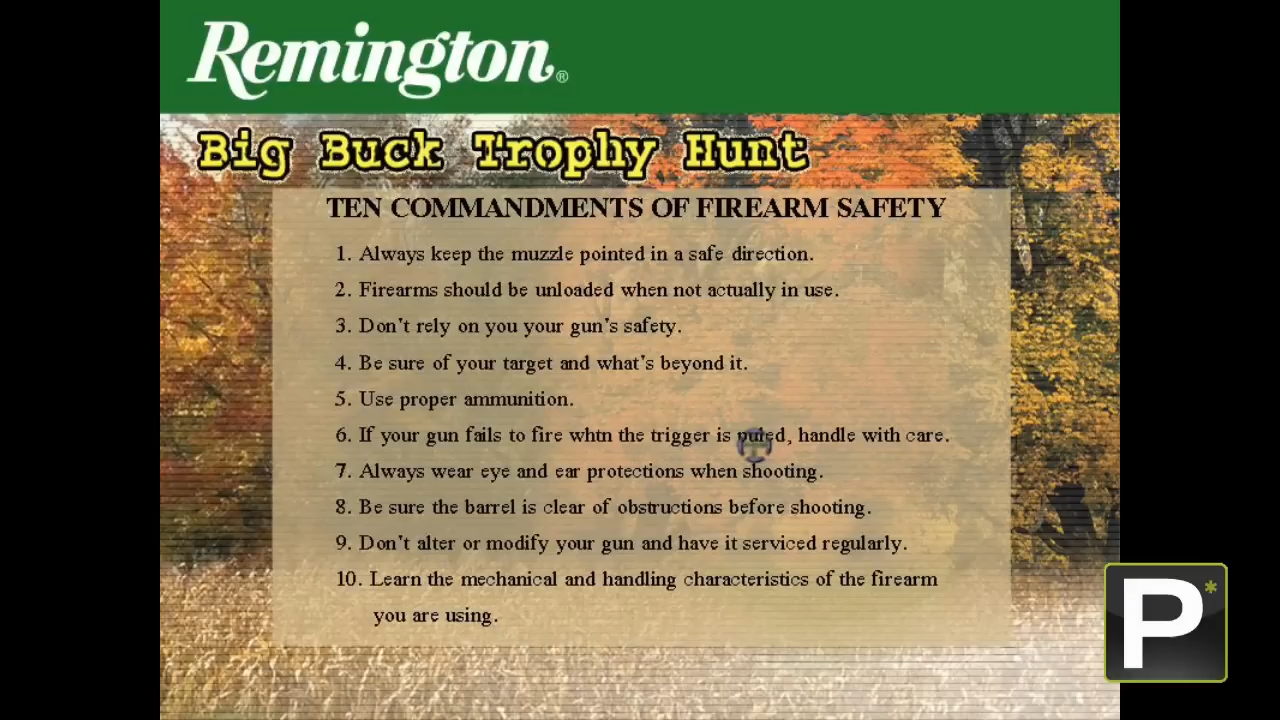 Remington®
Big Buck Trophy Hunt
TEN COMMANDMENTS OF FIREARM SAFETY
1. Always keep the muzzle pointed in a safe direction.
2. Firearms should be unloaded when not actually in use.
3. Don't rely on you your gun's safety.
4. Be sure of your target and what's beyond it.
5. Use proper ammunition.
6. If your gun fails to fire whtn the trigger is handle with care.
7. Always wear eye and ear protections when shooting.
8. Be sure the barrel is clear of obstructions before shooting.
9. Don't alter or modify your gun and have it serviced regularly.
10. Learn the mechanical and handling characteristics of the firearm
you are using.
P*